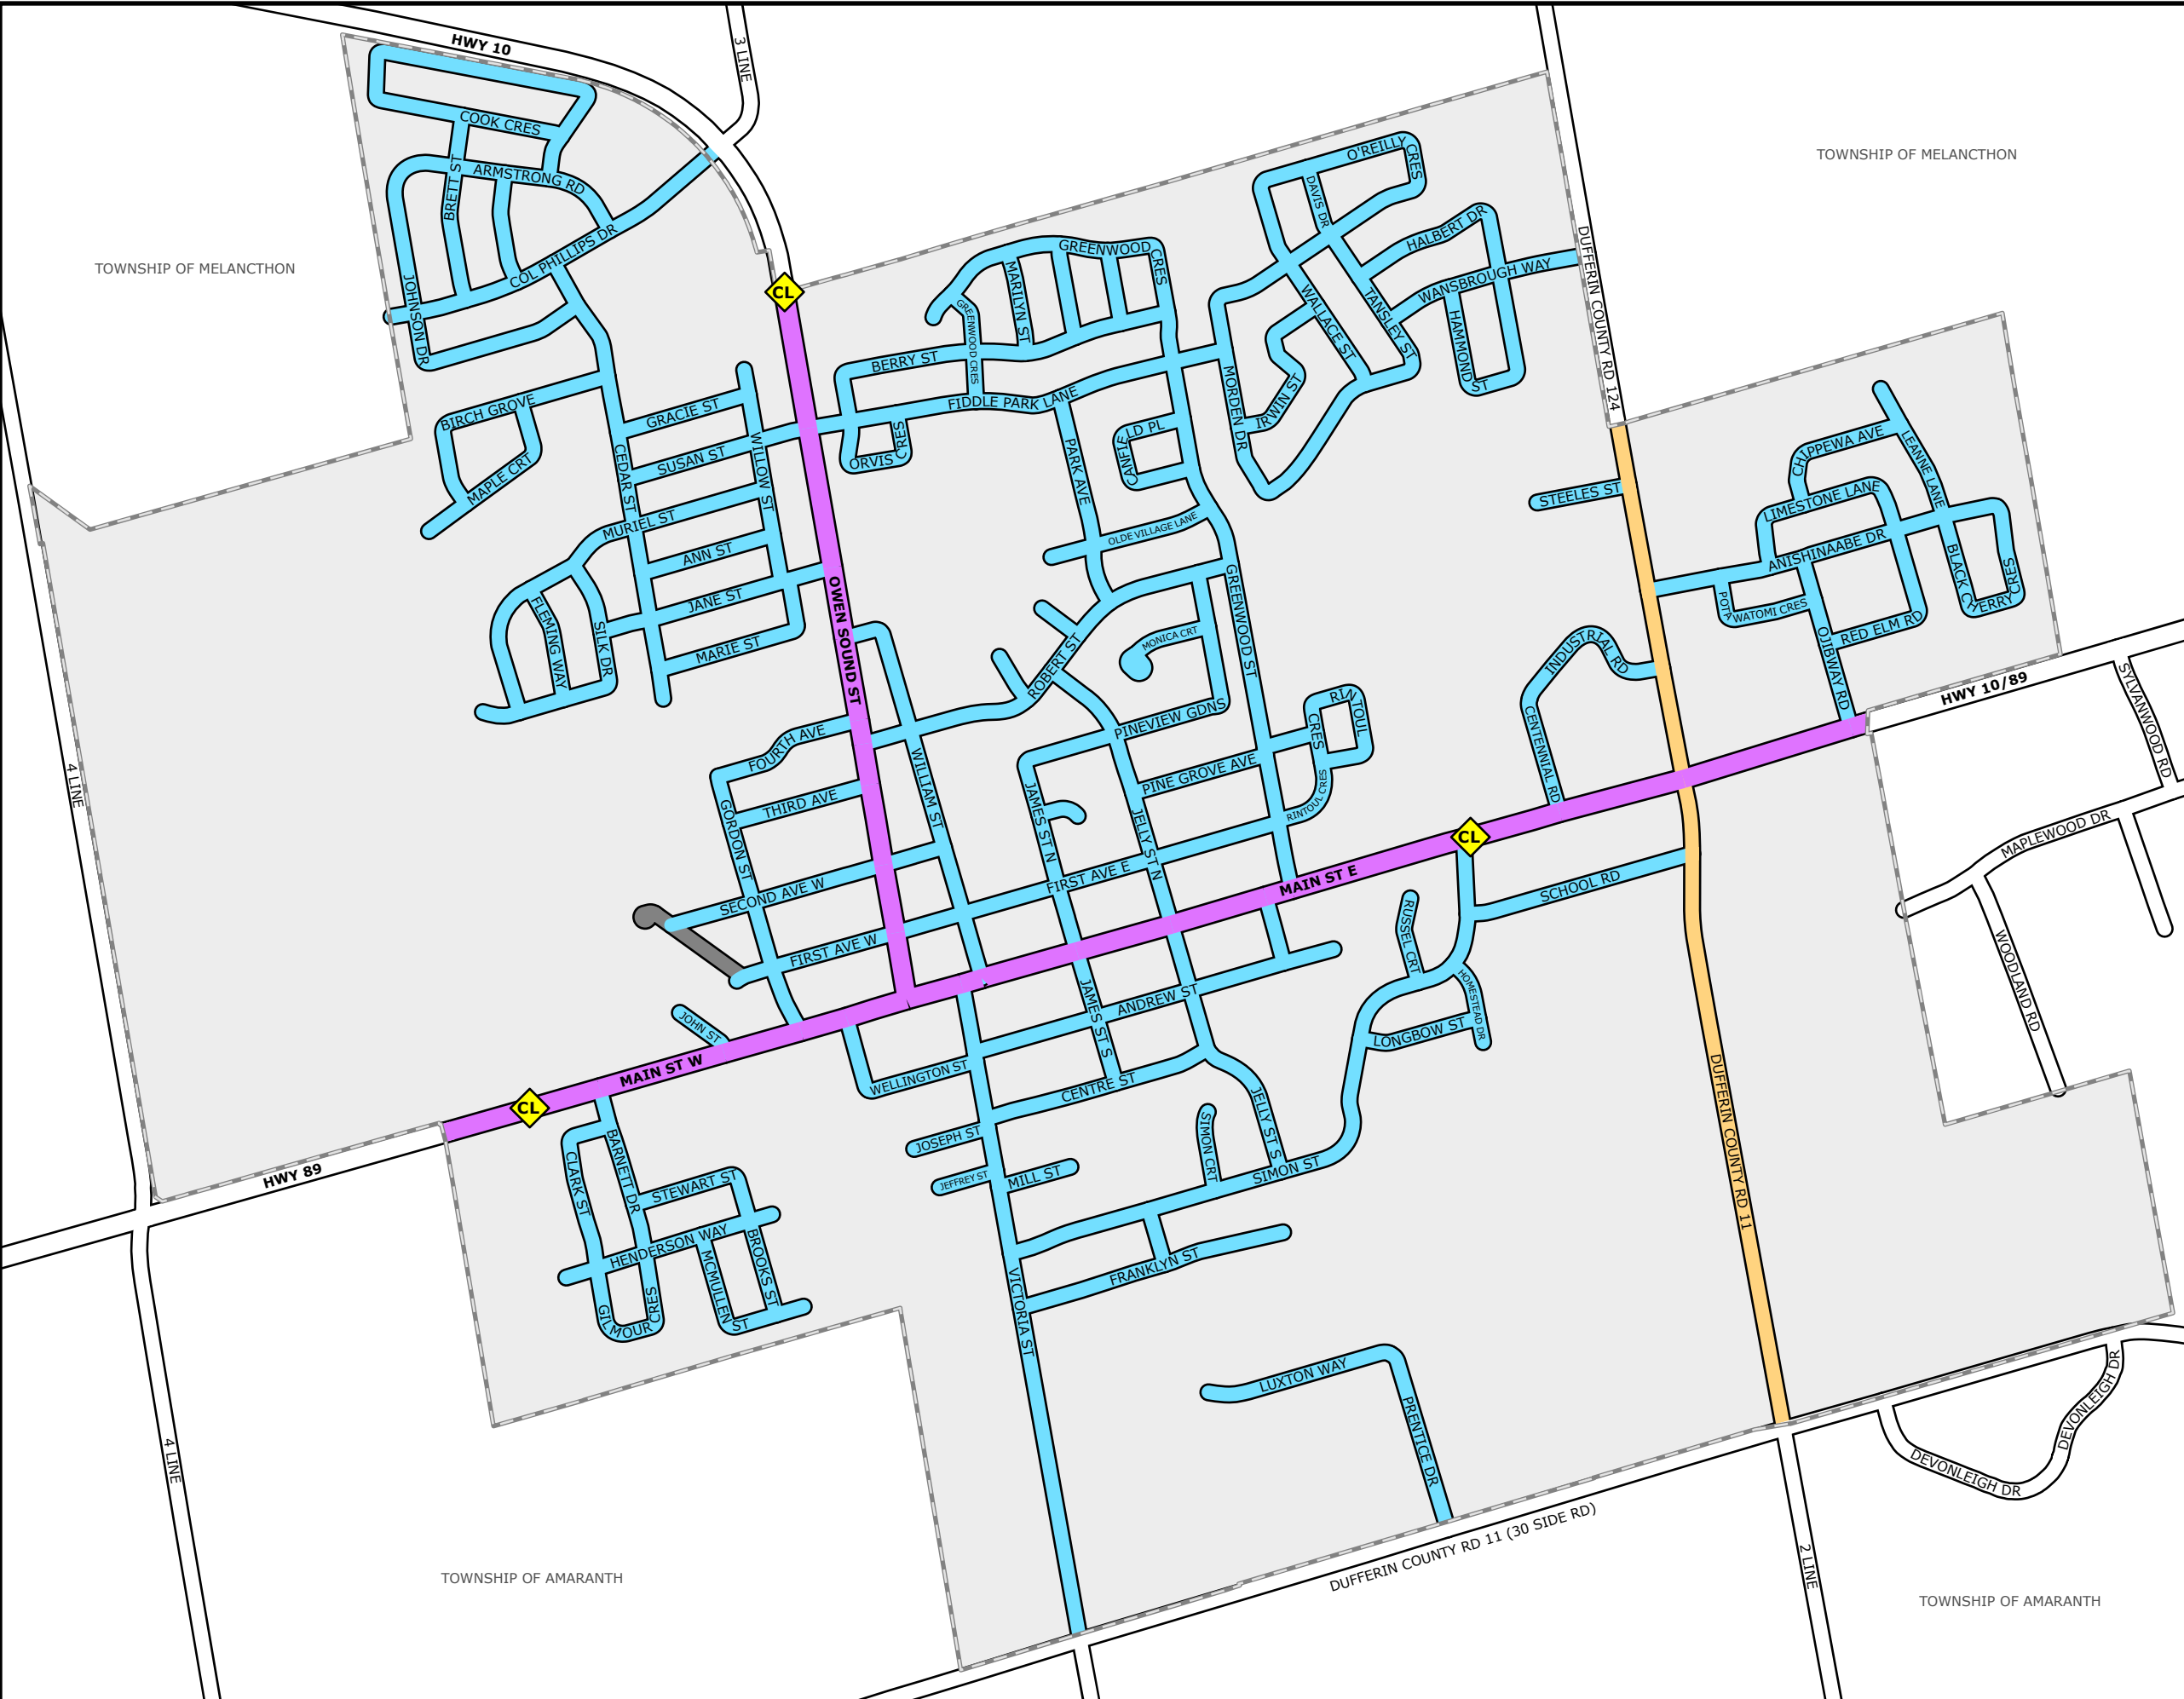 HWY 10
3 LINE
COOK CRES
BRETT ST
ARMSTRONG RD
COL PHILLIPS DR
JOHNSON DR
TOWNSHIP OF MELANCTHON
TOWNSHIP OF MELANCTHON
CL
O'REILLY CRES
DAVIS DR
HALBERT DR
WANSBROUGH WAY
WALLACE ST
TANSLEY ST
HAMMOND ST
DUFFERIN COUNTY RD 124
GREENWOOD CRES
MARILYN ST
GREENWOOD CRES
BERRY ST
FIDDLE PARK LANE
MORDEN DR
IRWIN ST
BIRCH GROVE
MAPLE CRT
GRACIE ST
SUSAN ST
CEDAR ST
WILLOW ST
ORVIS CRES
PARK AVE
CANFIELD PL
MURIEL ST
ANN ST
JANE ST
MARIE ST
FLEMING WAY
SILK DR
OWEN SOUND ST
OLDE VILLAGE LANE
GREENWOOD ST
STEELES ST
CHIPPEWA AVE
LEANNE LANE
LIMESTONE LANE
ANISHINAABE DR
POTAWATOMI CRES
BLACK CHERRY CRES
RED ELM RD
OJIBWAY RD
HWY 10/89
SYLVANWOOD RD
MAPLEWOOD DR
WOODLAND RD
INDUSTRIAL RD
CENTENNIAL RD
MONICA CRT
ROBERT ST
PINEVIEW GDNS
RINTOUL CRES
PINE GROVE AVE
RINTOUL CRES
FOURTH AVE
THIRD AVE
GORDON ST
WILLIAM ST
JAMES ST N
JELLY ST N
SECOND AVE W
FIRST AVE W
FIRST AVE E
MAIN ST E
CL
SCHOOL RD
RUSSEL CRT
HOMESTEAD DR
LONGBOW ST
4 LINE
JOHN ST
MAIN ST W
CL
HWY 89
WELLINGTON ST
ANDREW ST
JAMES ST S
CENTRE ST
JOSEPH ST
JEFFREY ST
MILL ST
JELLY ST S
SIMON CRT
SIMON ST
FRANKLYN ST
VICTORIA ST
DUFFERIN COUNTY RD 11
BARNETT DR
CLARK ST
STEWART ST
HENDERSON WAY
BROOKS ST
MCMULLEN ST
GILMOUR CRES
LUXTON WAY
PRENTICE DR
DEVONLEIGH DR
DEVONLEIGH DR
4 LINE
DUFFERIN COUNTY RD 11 (30 SIDE RD)
2 LINE
TOWNSHIP OF AMARANTH
TOWNSHIP OF AMARANTH